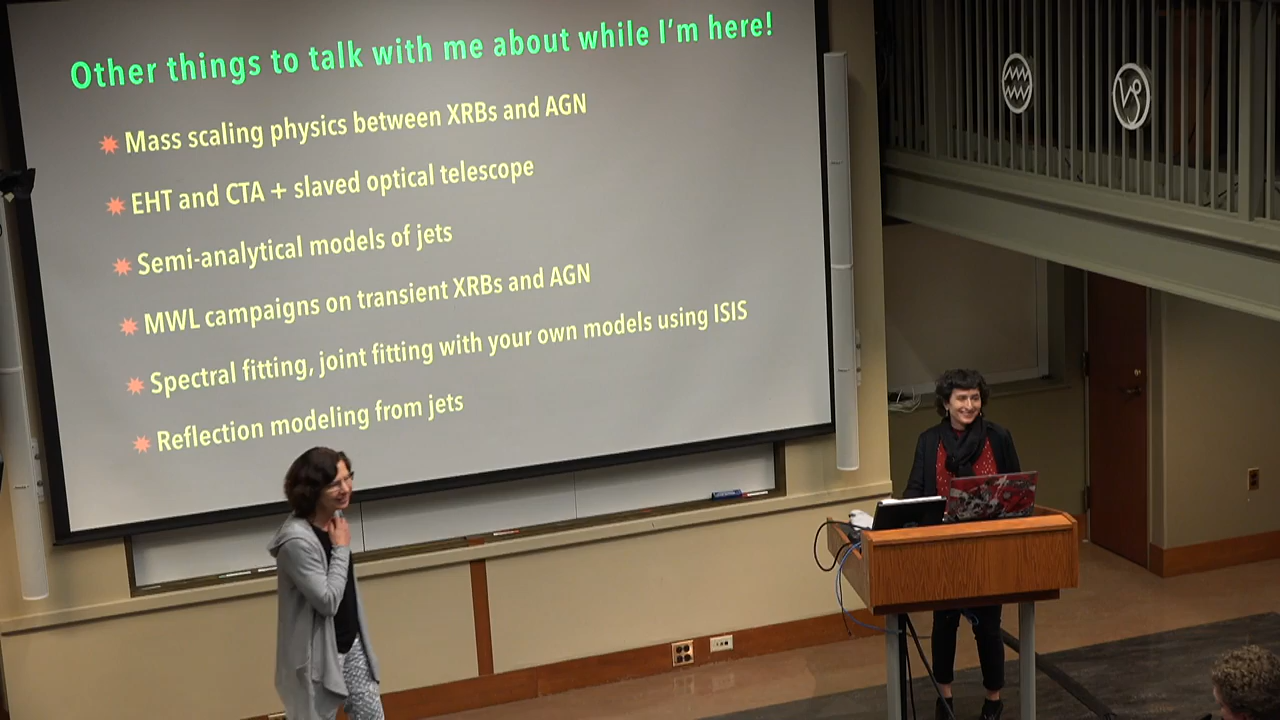 Other things to talk with me about while I'm here!
Mass scaling physics between XRBs and AGN
EHT and CTA + slaved optical telescope
Semi-analytical models of jets
MWL campaigns on transient XRBs and AGN
Spectral fitting, joint fitting with your own models using ISIS
Reflection modeling from jets